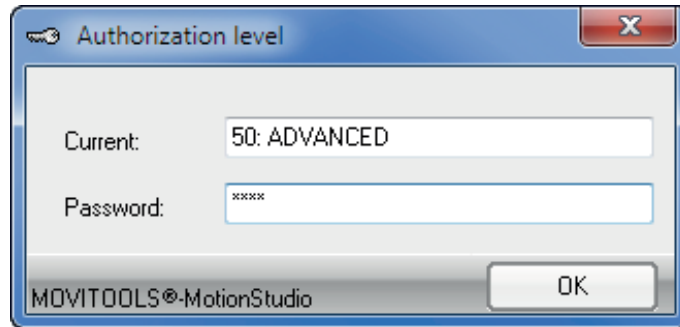 Authorization level
Current: 50: ADVANCED
Password: ****
MOVITOOLS®-MotionStudio OK